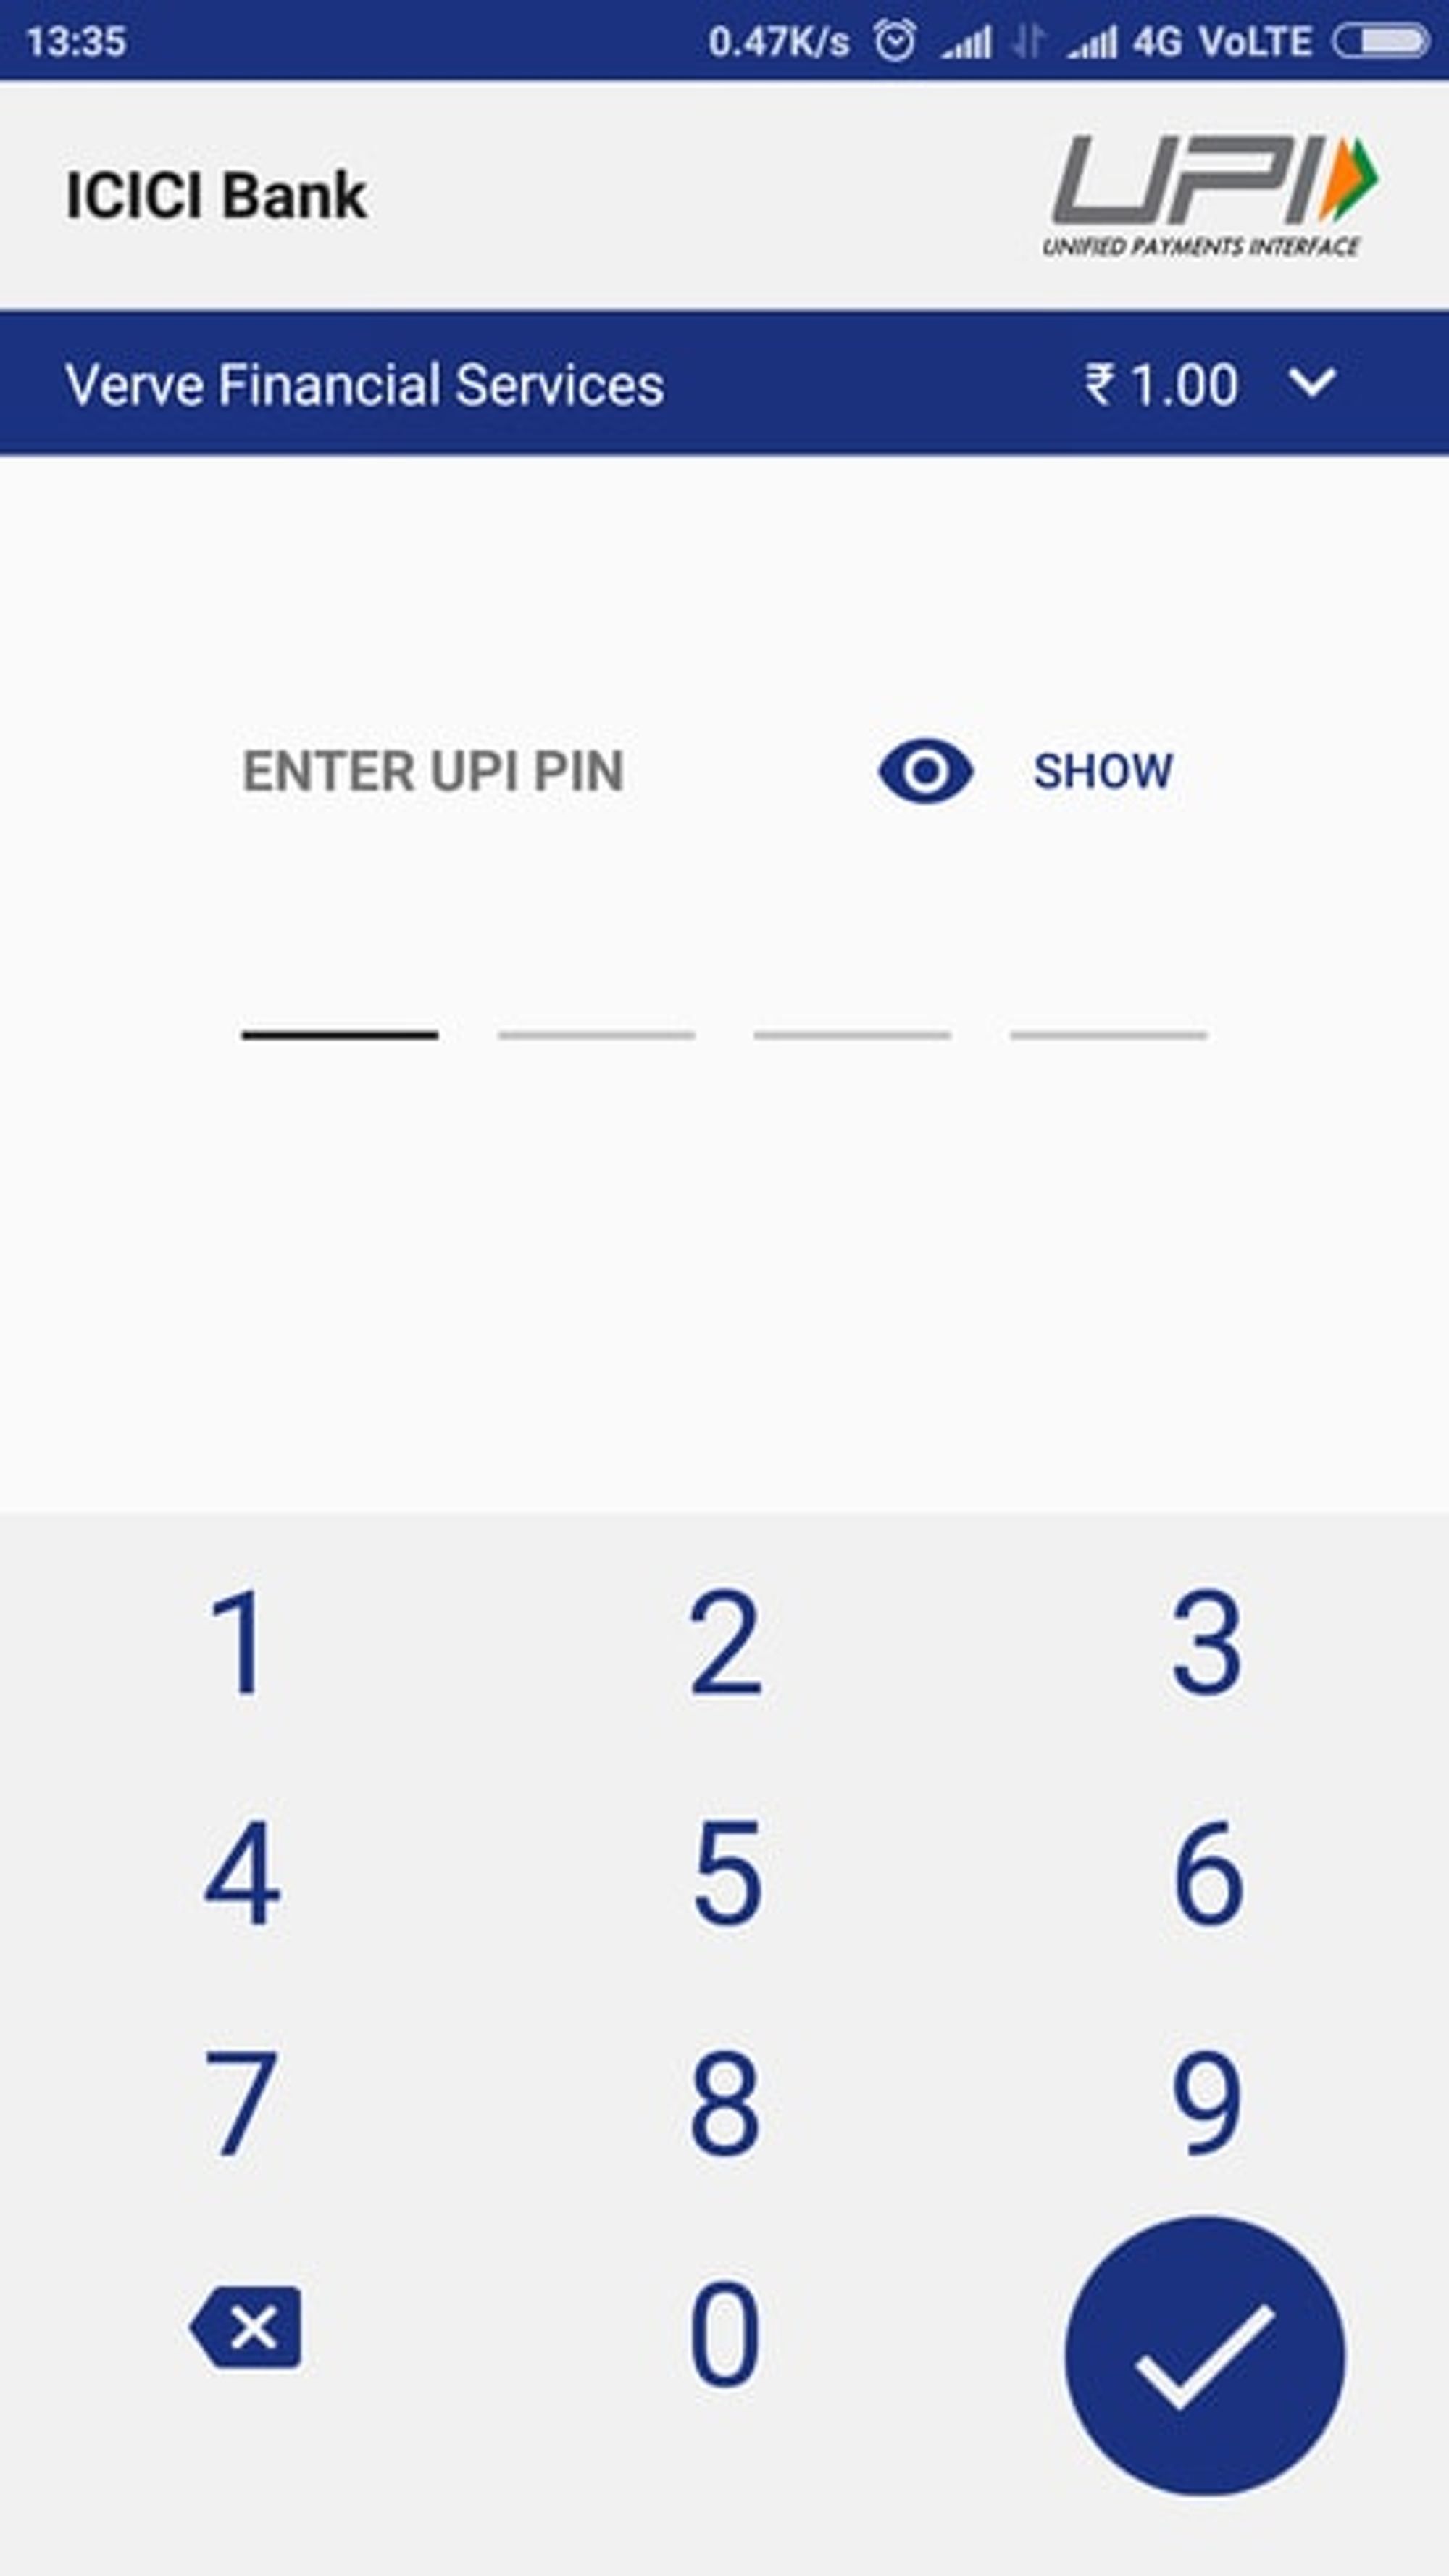 13:35 0.47K/s 4G VoLTE
ICICI Bank
UPI
UNIFIED PAYMENTS INTERFACE
Verve Financial Services ₹ 1.00
ENTER UPI PIN SHOW
1 2 3
4 5 6
7 8 9
0